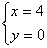 x = 4
y = 0